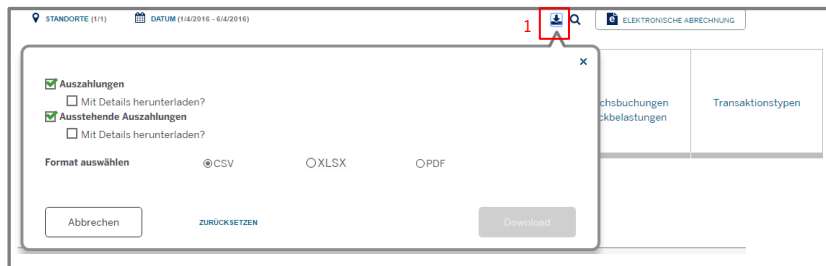 STANDORTE (1/1) DATUM (1/4/2016 - 6/4/2016) 1 e ELEKTRONISCHE ABRECHNUNG
×
Auszahlungen
Mit Details herunterladen?
Ausstehende Auszahlungen
Mit Details herunterladen?
chsbuchungen
ckbelastungen
Transaktionstypen
Format auswählen CSV XLSX PDF
Abbrechen ZURÜCKSETZEN Download